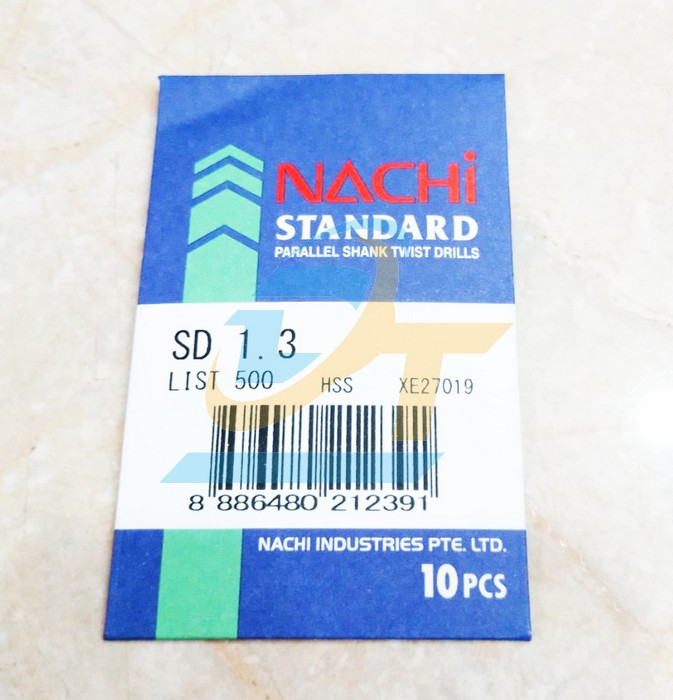 NACHi
STANDARD
PARALLEL SHANK TWIST DRILLS
SD 1.3
LIST 500 HSS XE27019
8 886480 212391
NACHI INDUSTRIES PTE. LTD.
10 PCS